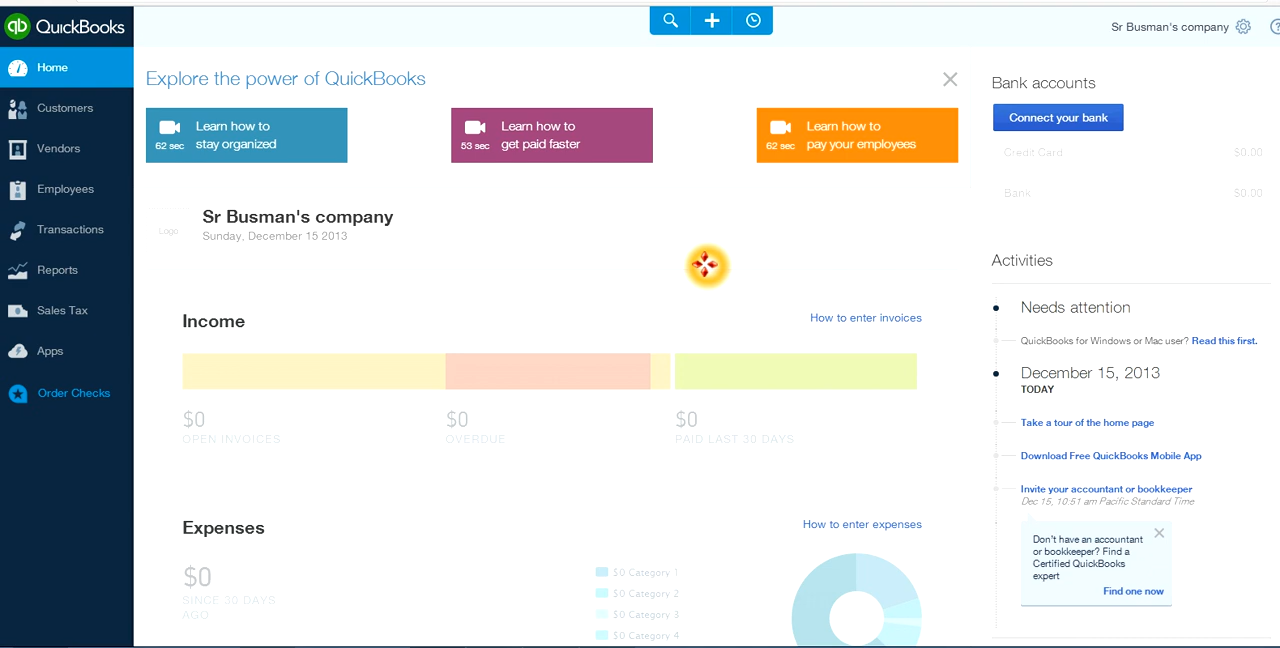 QuickBooks
Sr Busman's company
Home
Customers
Vendors
Employees
Transactions
Reports
Sales Tax
Apps
Order Checks
Explore the power of QuickBooks
62 sec
Learn how to
stay organized
53 sec
Learn how to
get paid faster
62 sec
Learn how to
pay your employees
Logo
Sr Busman's company
Sunday, December 15 2013
Income
How to enter invoices
$0
OPEN INVOICES
$0
OVERDUE
$0
PAID LAST 30 DAYS
Expenses
How to enter expenses
$0
SINCE 30 DAYS
AGO
$0 Category 1
$0 Category 2
$0 Category 3
$0 Category 4
Bank accounts
Connect your bank
Credit Card $0.00
Bank $0.00
Activities
Needs attention
QuickBooks for Windows or Mac user? Read this first.
December 15, 2013
TODAY
Take a tour of the home page
Download Free QuickBooks Mobile App
Invite your accountant or bookkeeper
Dec 15, 10:51 am Pacific Standard Time
Don't have an accountant
or bookkeeper? Find a
Certified QuickBooks
expert
Find one now